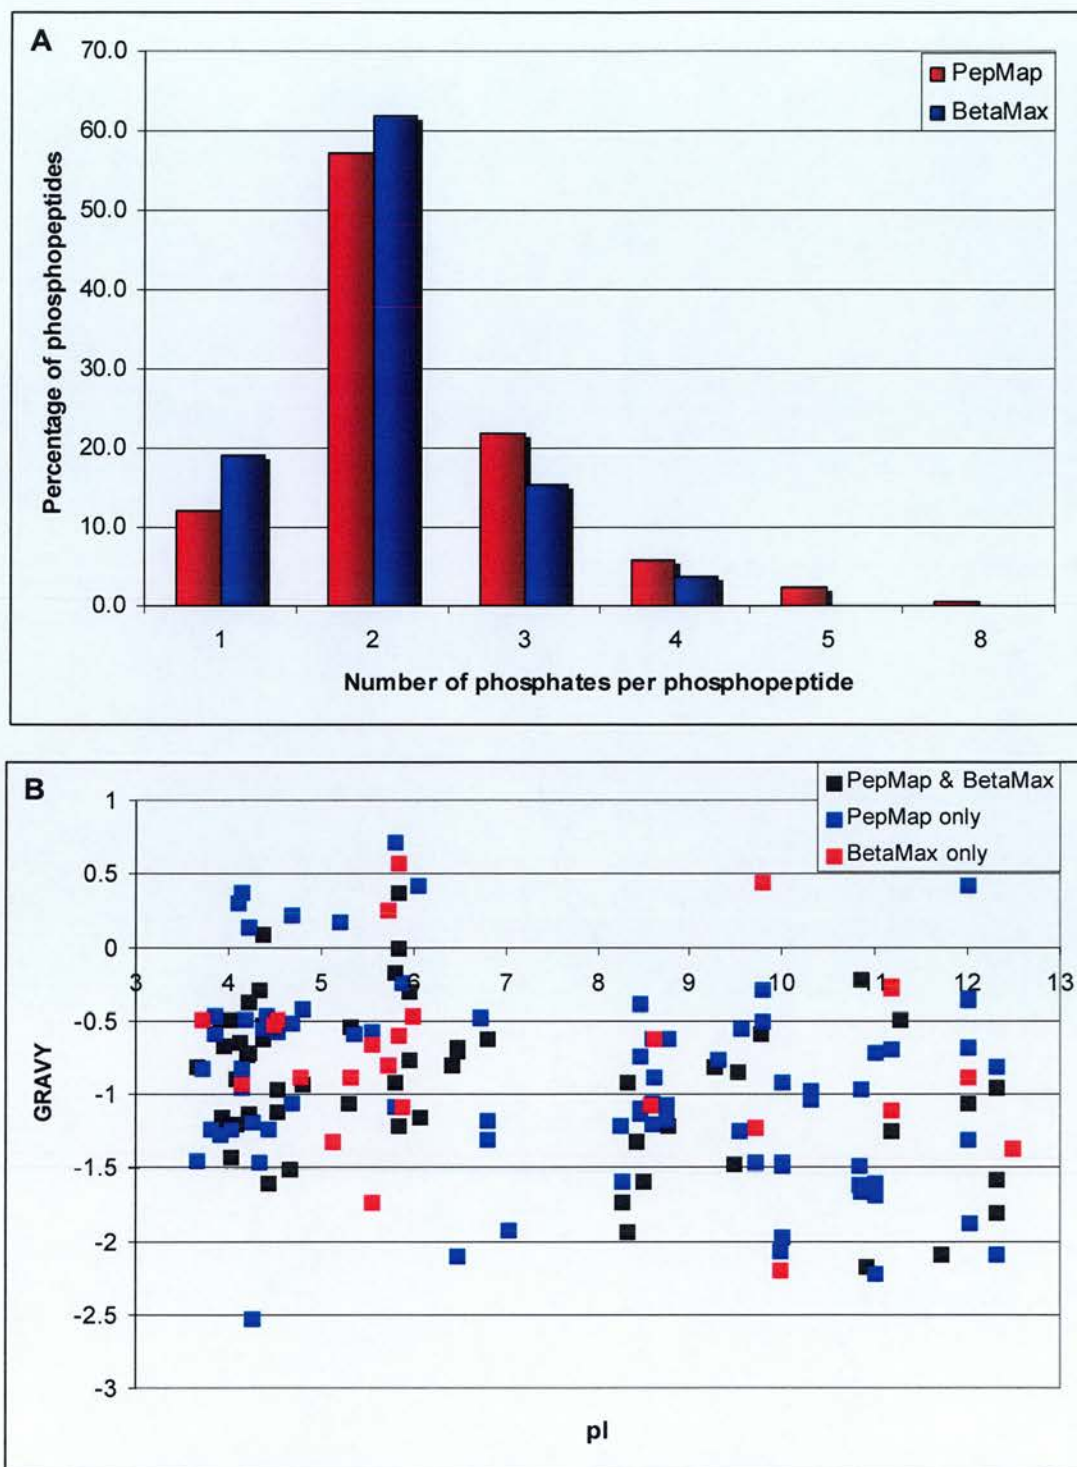 A
70.0
60.0
50.0
40.0
30.0
20.0
10.0
0.0
Percentage of phosphopeptides
PepMap
BetaMax
1 2 3 4 5 8
Number of phosphates per phosphopeptide
B
PepMap & BetaMax
PepMap only
BetaMax only
1
0.5
0
-0.5
-1
-1.5
-2
-2.5
-3
GRAVY
3 4 5 6 7 8 9 10 11 12 13
pI